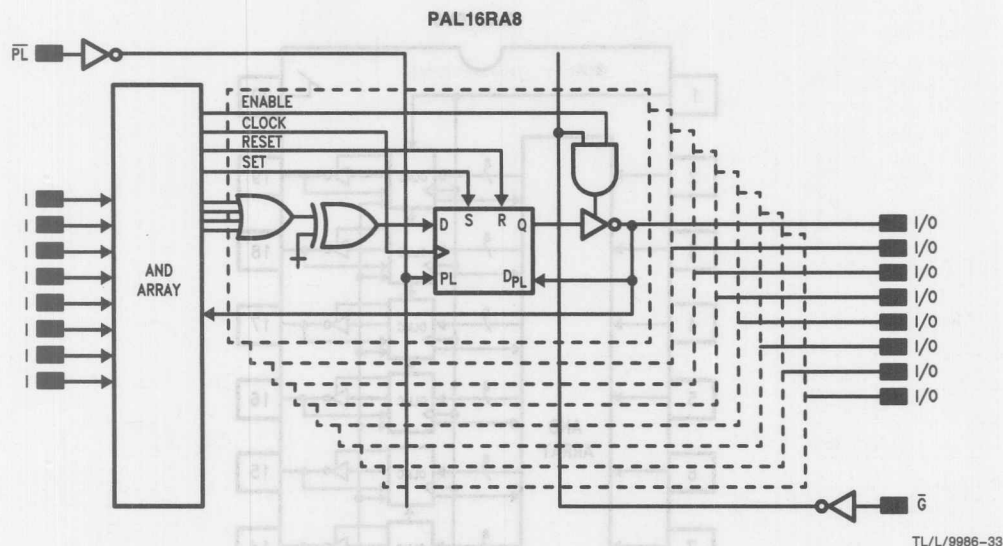 PAL16RA8
PL
ENABLE
CLOCK
RESET
SET
I
I
I
I
I
I
I
I
AND
ARRAY
D
S
R
Q
PL
DPL
I/O
I/O
I/O
I/O
I/O
I/O
I/O
I/O
G
TL/L/9986-33